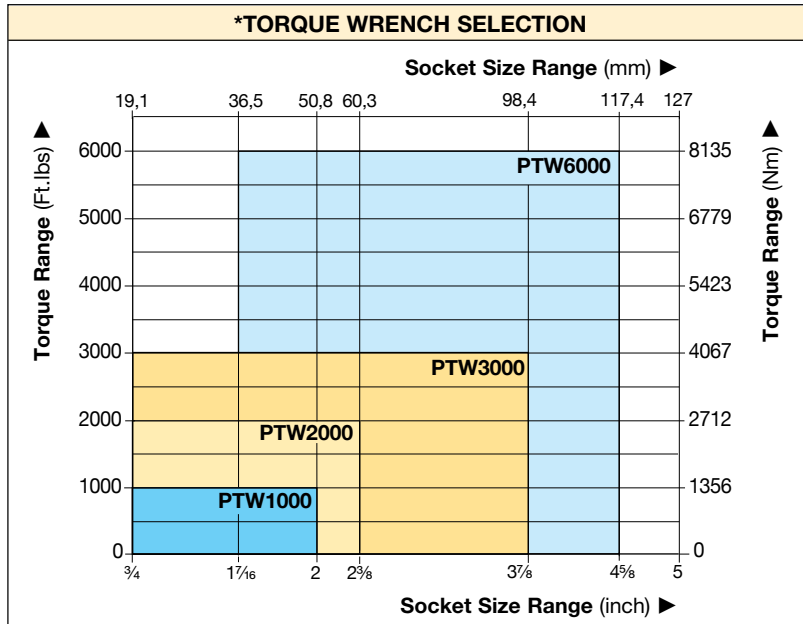 *TORQUE WRENCH SELECTION
Socket Size Range (mm) ►
19,1 36,5 50,8 60,3 98,4 117,4 127
Torque Range (Ft.lbs) ►
Torque Range (Nm) ►
6000 PTW6000 8135
5000 6779
4000 5423
3000 PTW3000 4067
2000 PTW2000 2712
1000 PTW1000 1356
0 0
¾ 1⁷⁄₁₆ 2 2⅜ 3⅞ 4⅝ 5
Socket Size Range (inch) ►